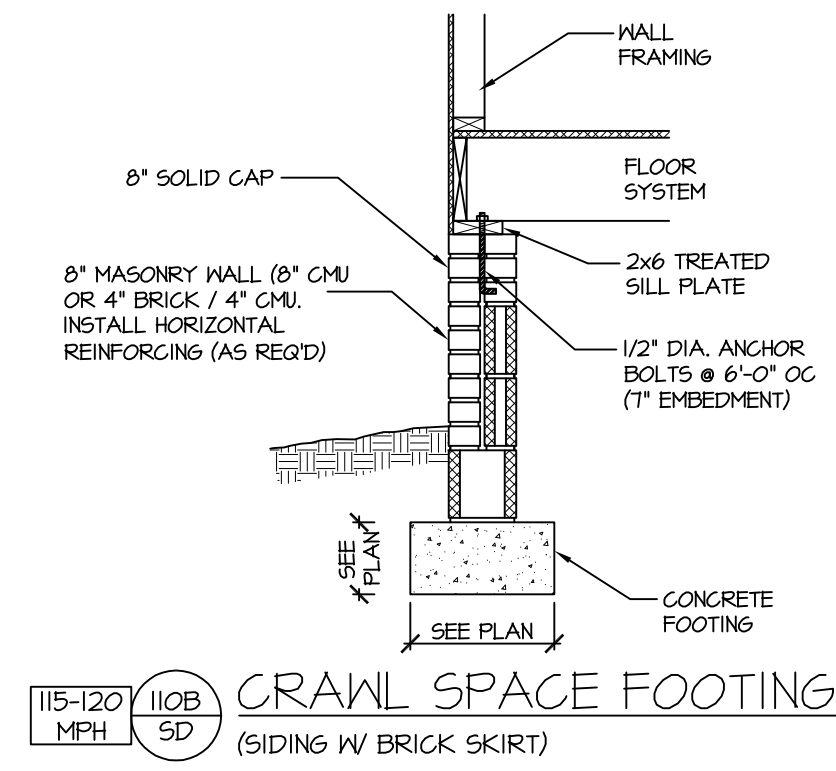 WALL
FRAMING
8" SOLID CAP
FLOOR
SYSTEM
8" MASONRY WALL (8" CMU
OR 4" BRICK / 4" CMU.
INSTALL HORIZONTAL
REINFORCING (AS REQ'D)
2x6 TREATED
SILL PLATE
1/2" DIA. ANCHOR
BOLTS @ 6'-0" OC
(7" EMBEDMENT)
SEE
PLAN
SEE PLAN
CONCRETE
FOOTING
115-120
MPH
110B
SD
CRAWL SPACE FOOTING
(SIDING W/ BRICK SKIRT)